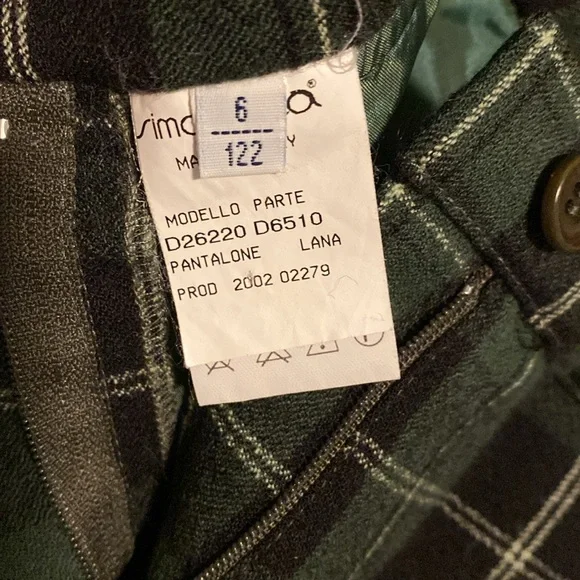 6
122
MODELLO PARTE
D26220 D6510
PANTALONE LANA
PROD 2002 02279